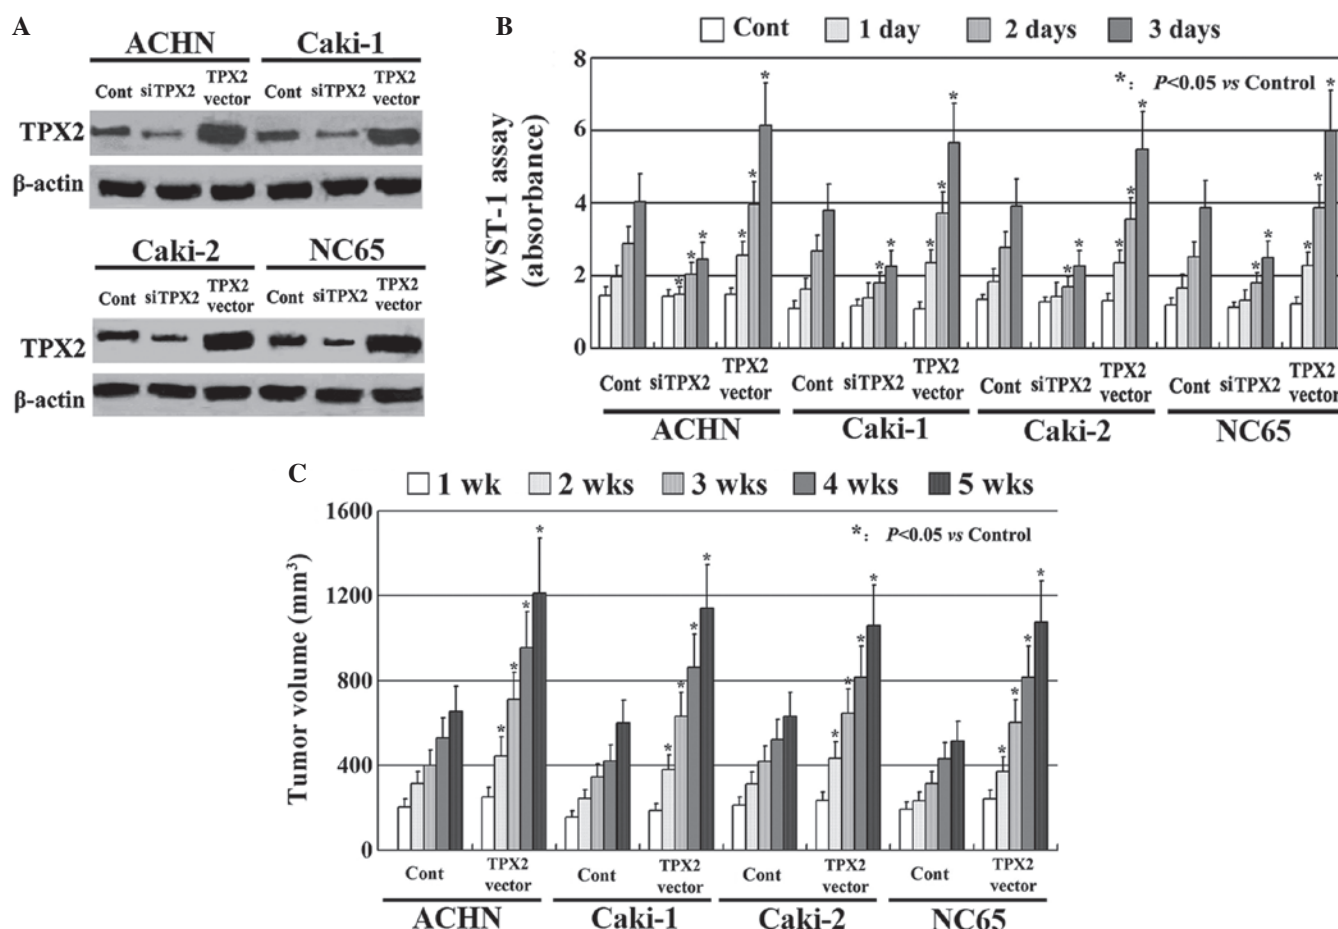 A
ACHN Caki-1
Cont siTPX2 TPX2 vector Cont siTPX2 TPX2 vector
TPX2
β-actin
Caki-2 NC65
Cont siTPX2 TPX2 vector Cont siTPX2 TPX2 vector
TPX2
β-actin
B
Cont 1 day 2 days 3 days
*: P<0.05 vs Control
WST-1 assay
(absorbance)
8
6
4
2
0
Cont siTPX2 TPX2 vector Cont siTPX2 TPX2 vector Cont siTPX2 TPX2 vector Cont siTPX2 TPX2 vector
ACHN Caki-1 Caki-2 NC65
C
1 wk 2 wks 3 wks 4 wks 5 wks
*: P<0.05 vs Control
Tumor volume (mm³)
1600
1200
800
400
0
Cont TPX2 vector Cont TPX2 vector Cont TPX2 vector Cont TPX2 vector
ACHN Caki-1 Caki-2 NC65